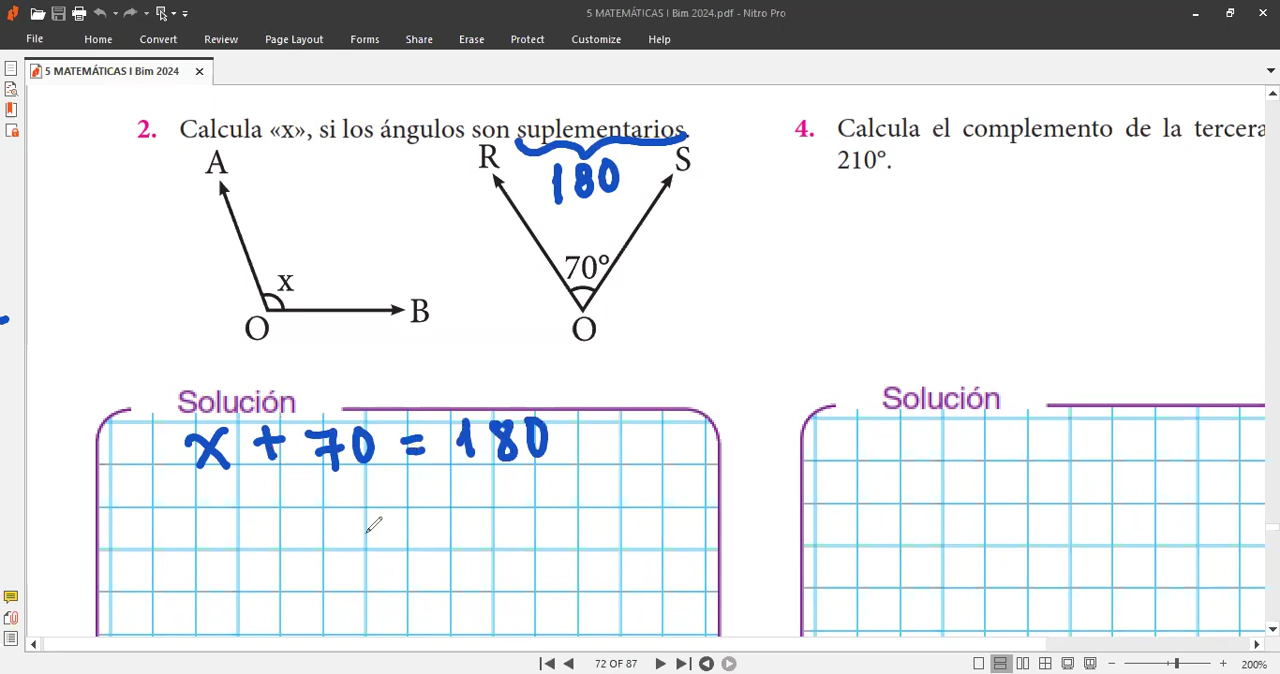 5 MATEMÁTICAS I Bim 2024.pdf - Nitro Pro
File Home Convert Review Page Layout Forms Share Erase Protect Customize Help
5 MATEMÁTICAS I Bim 2024
2. Calcula «x», si los ángulos son suplementarios.
A
R
S
180
x
70°
O
B
O
Solución
x + 70 = 180
4. Calcula el complemento de la tercera
210°.
Solución
72 OF 87
200%